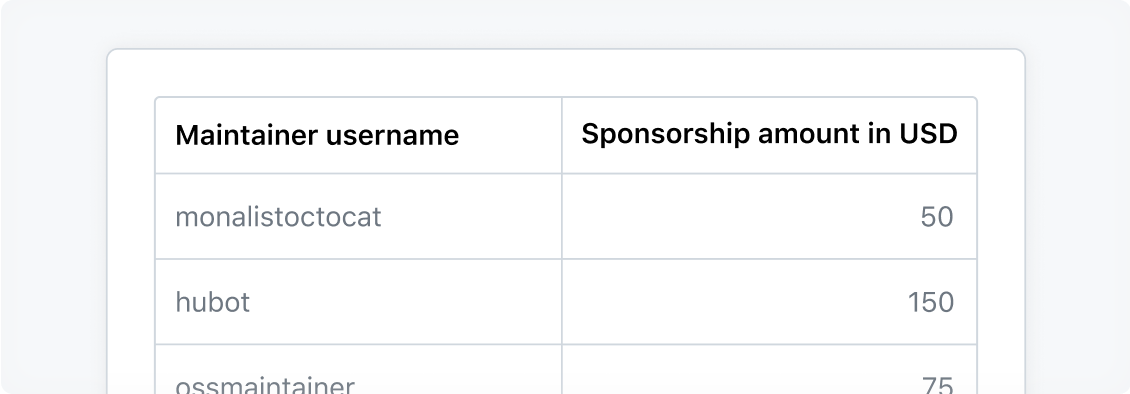 Maintainer username Sponsorship amount in USD
monalistoctocat 50
hubot 150
ossmaintainer 75